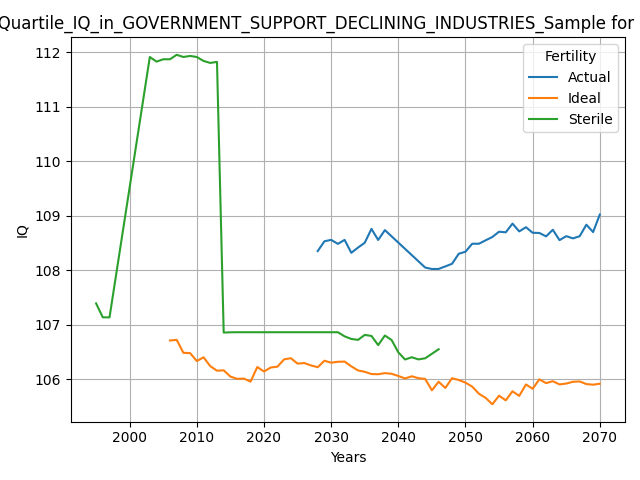 Quartile_IQ_in_GOVERNMENT_SUPPORT_DECLINING_INDUSTRIES_Sample for
112
111
110
109
108
107
106
IQ
Fertility
Actual
Ideal
Sterile
2000 2010 2020 2030 2040 2050 2060 2070
Years